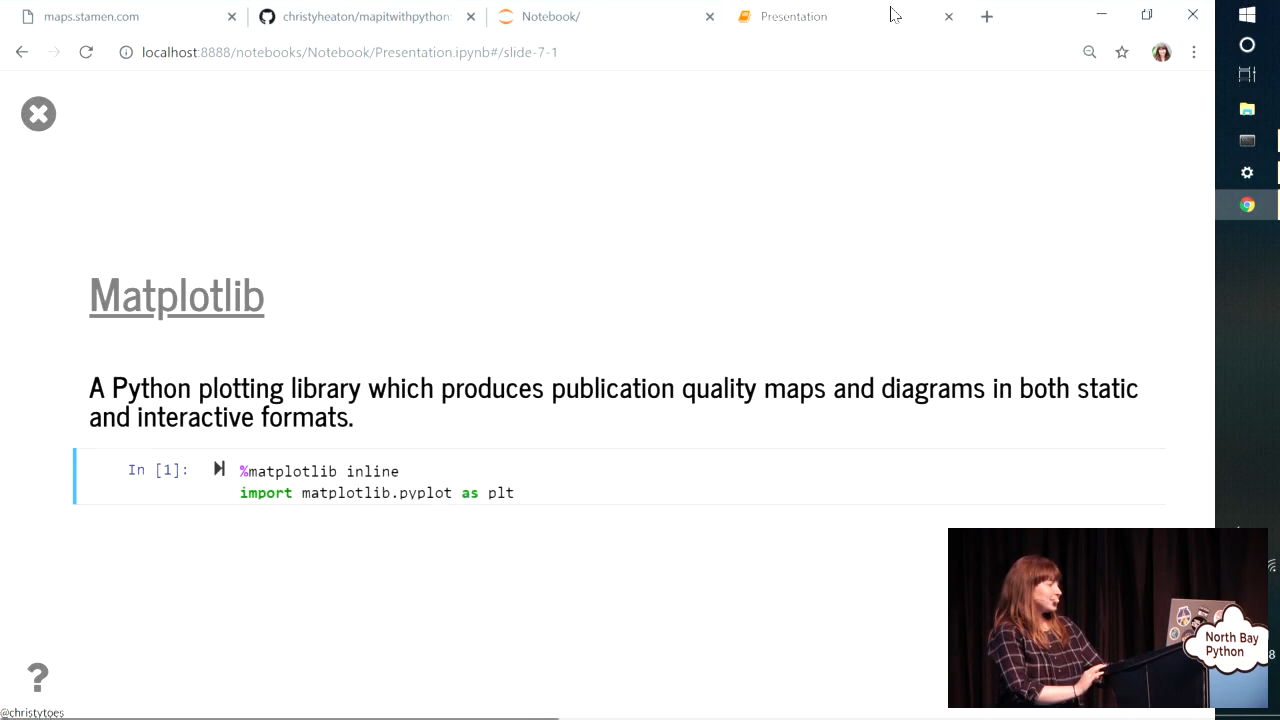 maps.stamen.com
christyheaton/mapitwithpython
Notebook/
Presentation
localhost:8888/notebooks/Notebook/Presentation.ipynb#/slide-7-1
Matplotlib
A Python plotting library which produces publication quality maps and diagrams in both static
and interactive formats.
In [1]:
%matplotlib inline
import matplotlib.pyplot as plt
North Bay
Python
8
?
@christytoes